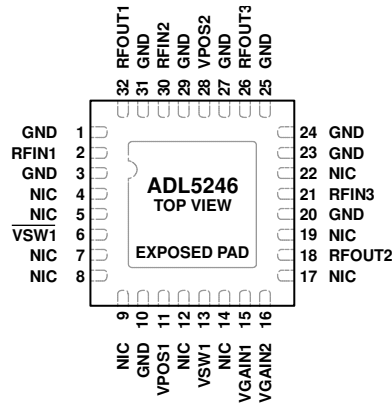 RFOUT1
GND
RFIN2
GND
VPOS2
GND
RFOUT3
GND
32 31 30 29 28 27 26 25
GND 1
RFIN1 2
GND 3
NIC 4
NIC 5
VSW1 6
NIC 7
NIC 8
ADL5246
TOP VIEW
EXPOSED PAD
24 GND
23 GND
22 NIC
21 RFIN3
20 GND
19 NIC
18 RFOUT2
17 NIC
9 10 11 12 13 14 15 16
NIC
GND
VPOS1
NIC
VSW1
NIC
VGAIN1
VGAIN2